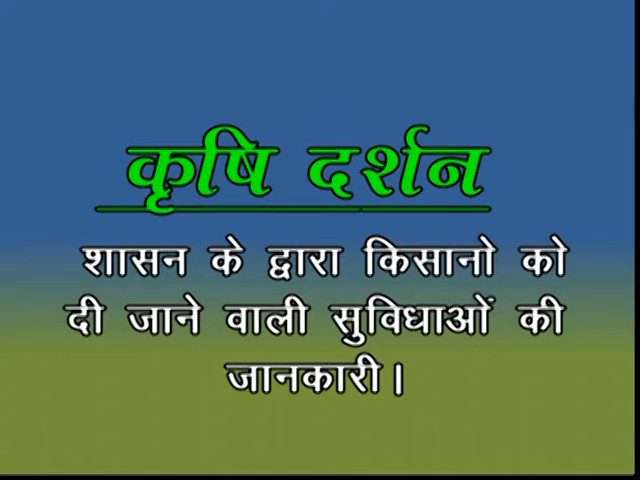 कृषि दर्शन
शासन के द्वारा किसानो को
दी जाने वाली सुविधाओं की
जानकारी।